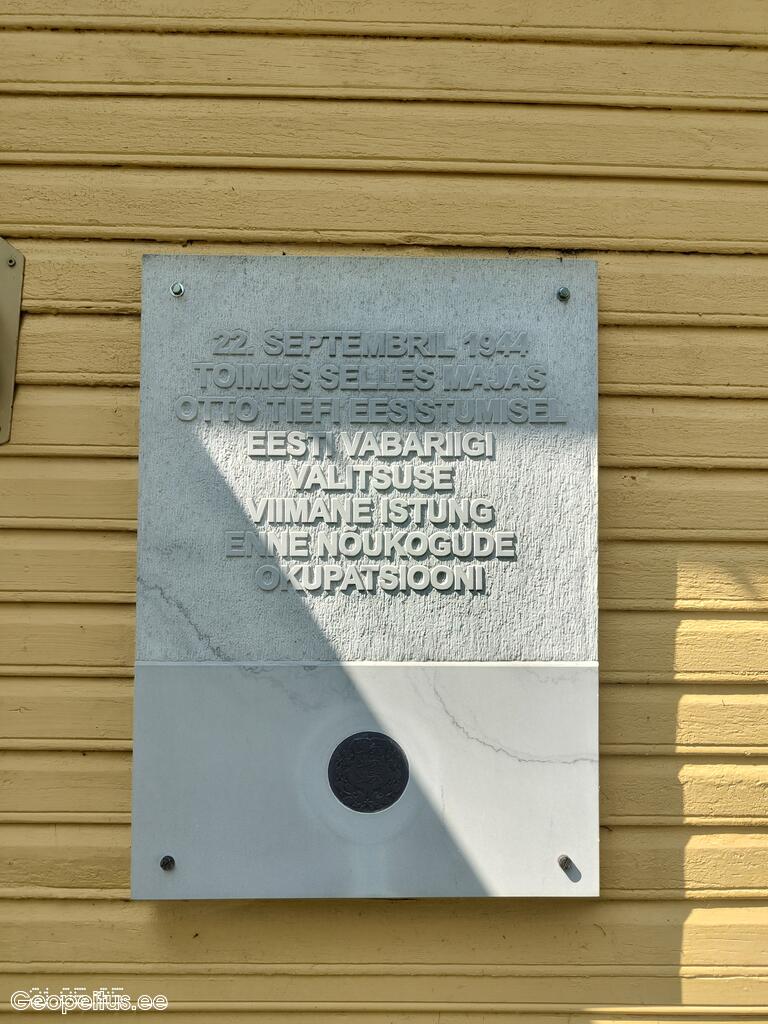 22. SEPTEMBRIL 1944
TOIMUS SELLES MAJAS
OTTO TIEFI EESISTUMISEL
EESTI VABARIIGI
VALITSUSE
VIIMANE ISTUNG
ENNE NÕUKOGUDE
OKUPATSIOONI
Geopeitus.ee